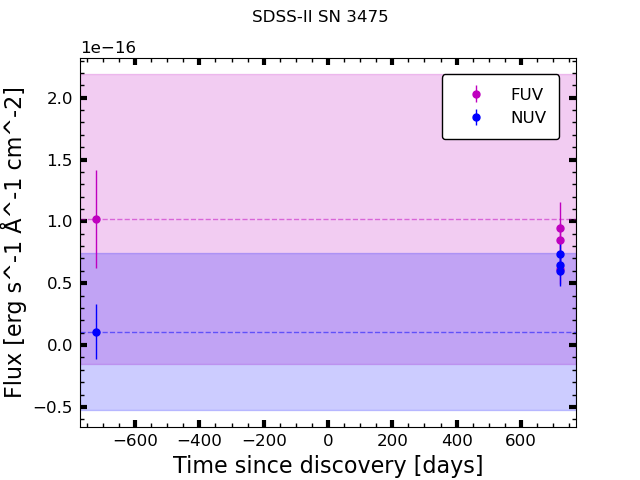 SDSS-II SN 3475
1e−16
FUV
NUV
2.0
1.5
1.0
0.5
0.0
−0.5
Flux [erg s^-1 Å^-1 cm^-2]
−600 −400 −200 0 200 400 600
Time since discovery [days]